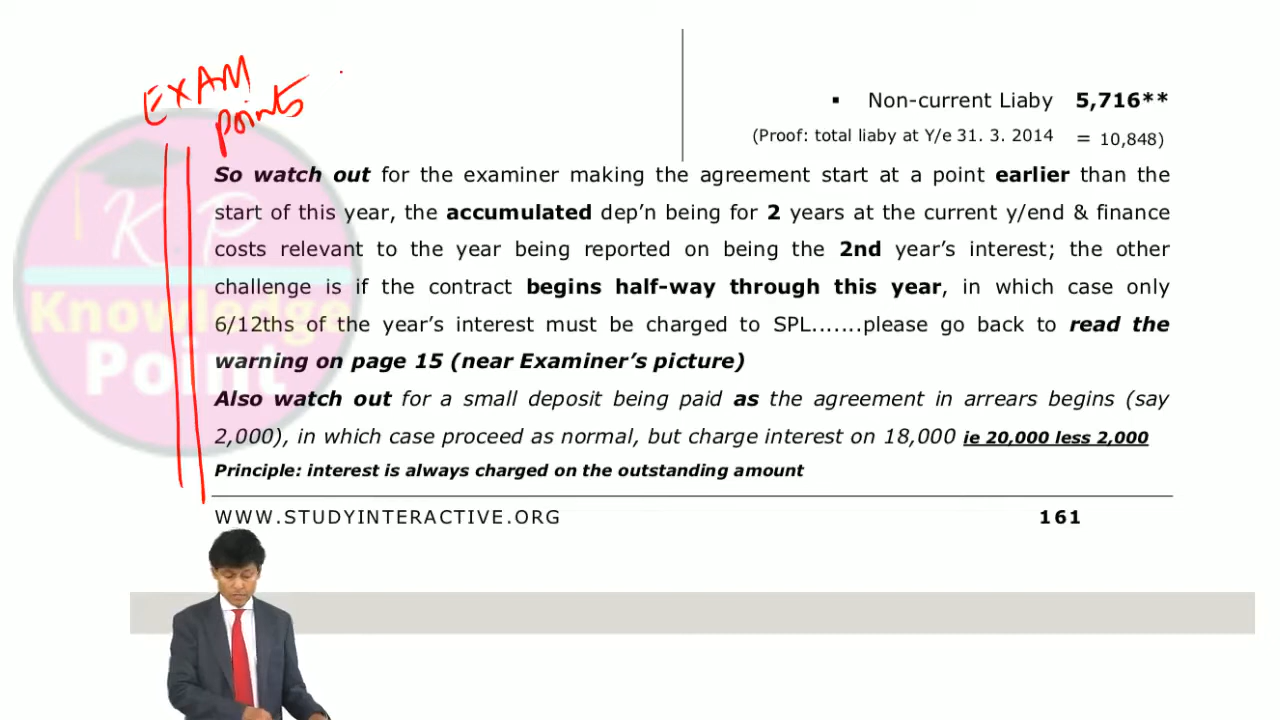 EXAM
points
▪ Non-current Liaby 5,716**
(Proof: total liaby at Y/e 31. 3. 2014 = 10,848)
So watch out for the examiner making the agreement start at a point earlier than the
start of this year, the accumulated dep’n being for 2 years at the current y/end & finance
costs relevant to the year being reported on being the 2nd year’s interest; the other
challenge is if the contract begins half-way through this year, in which case only
6/12ths of the year’s interest must be charged to SPL.......please go back to read the
warning on page 15 (near Examiner’s picture)
Also watch out for a small deposit being paid as the agreement in arrears begins (say
2,000), in which case proceed as normal, but charge interest on 18,000 ie 20,000 less 2,000
Principle: interest is always charged on the outstanding amount
WWW.STUDYINTERACTIVE.ORG 161
K P
Knowledge
Point